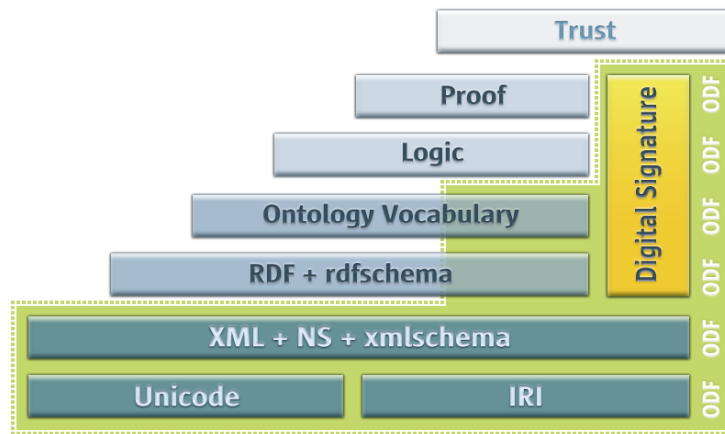 Trust
Proof
Logic
Ontology Vocabulary
RDF + rdfschema
XML + NS + xmlschema
Unicode
IRI
Digital Signature
ODF
ODF
ODF
ODF
ODF
ODF